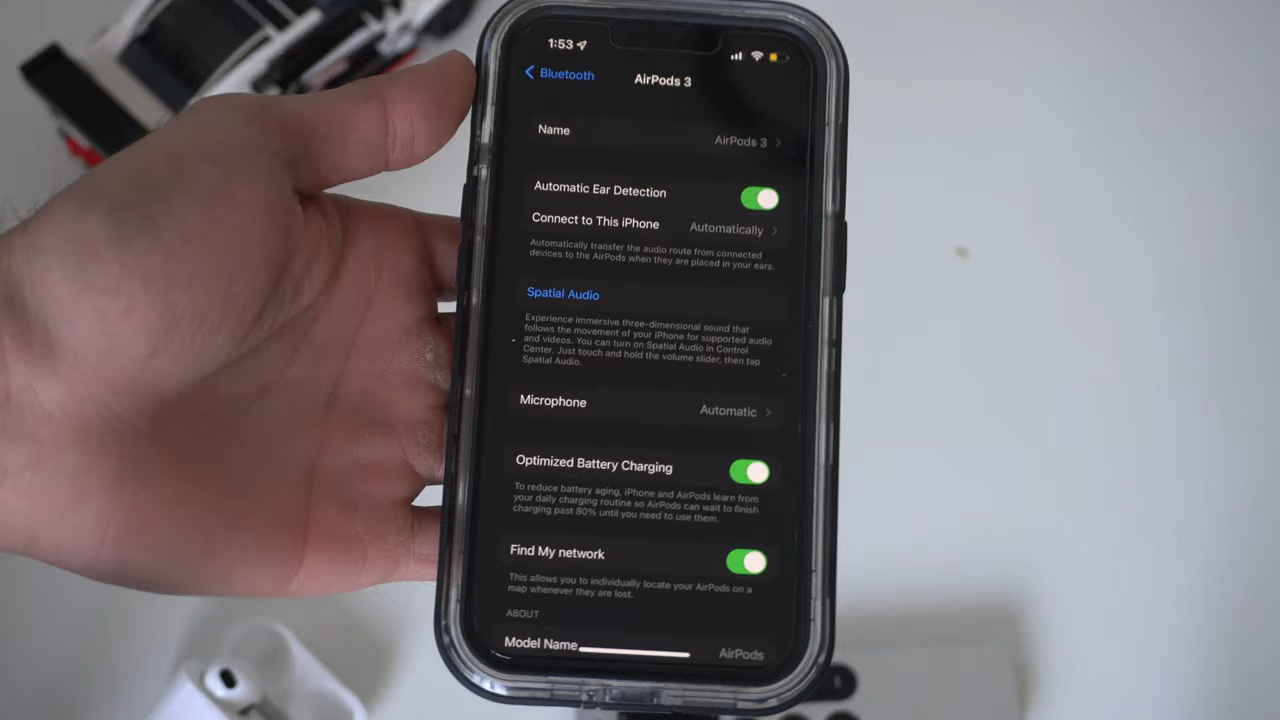 1:53
Bluetooth
AirPods 3
Name
AirPods 3
Automatic Ear Detection
Connect to This iPhone
Automatically
Automatically transfer the audio route from connected
devices to the AirPods when they are placed in your ears.
Spatial Audio
Experience immersive three-dimensional sound that
follows the movement of your iPhone for supported audio
and videos. You can turn on Spatial Audio in Control
Center. Just touch and hold the volume slider, then tap
Spatial Audio.
Microphone
Automatic
Optimized Battery Charging
To reduce battery aging, iPhone and AirPods learn from
your daily charging routine so AirPods can wait to finish
charging past 80% until you need to use them.
Find My network
This allows you to individually locate your AirPods on a
map whenever they are lost.
ABOUT
Model Name
AirPods